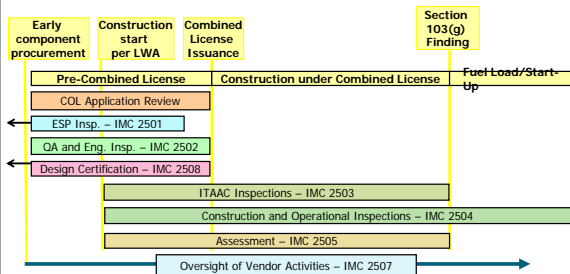 Early
component
procurement
Construction
start
per LWA
Combined
License
Issuance
Section
103(g)
Finding
Pre-Combined License
Construction under Combined License
Fuel Load/Start-
Up
COL Application Review
ESP Insp. – IMC 2501
QA and Eng. Insp. – IMC 2502
Design Certification – IMC 2508
ITAAC Inspections – IMC 2503
Construction and Operational Inspections – IMC 2504
Assessment – IMC 2505
Oversight of Vendor Activities – IMC 2507